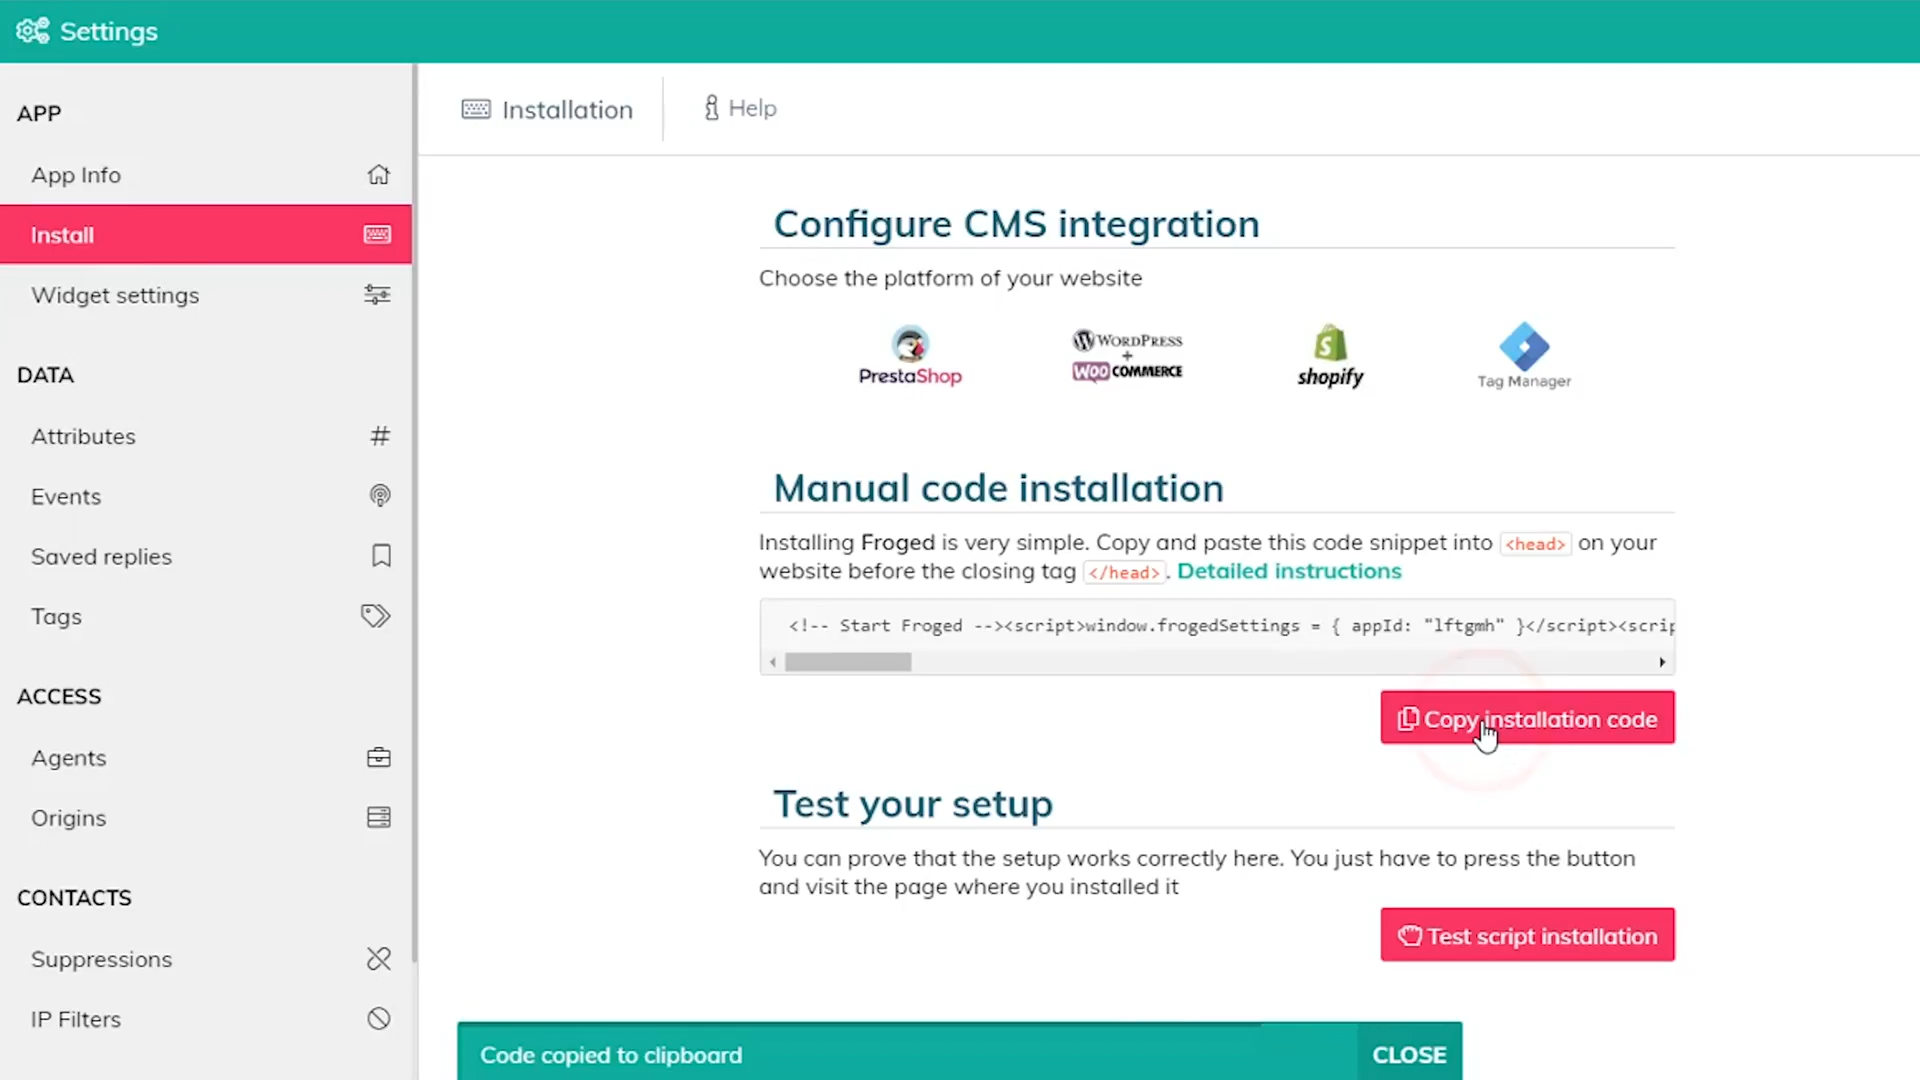 Settings
APP
App Info
Install
Widget settings
DATA
Attributes
Events
Saved replies
Tags
ACCESS
Agents
Origins
CONTACTS
Suppressions
IP Filters
Installation
Help
Configure CMS integration
Choose the platform of your website
PrestaShop
WORDPRESS
+
WOO COMMERCE
shopify
Tag Manager
Manual code installation
Installing Froged is very simple. Copy and paste this code snippet into <head> on your
website before the closing tag </head>. Detailed instructions
<!-- Start Froged --><script>window.frogedSettings = { appId: "lftgmh" }</script><scrip
Copy installation code
Test your setup
You can prove that the setup works correctly here. You just have to press the button
and visit the page where you installed it
Test script installation
Code copied to clipboard
CLOSE